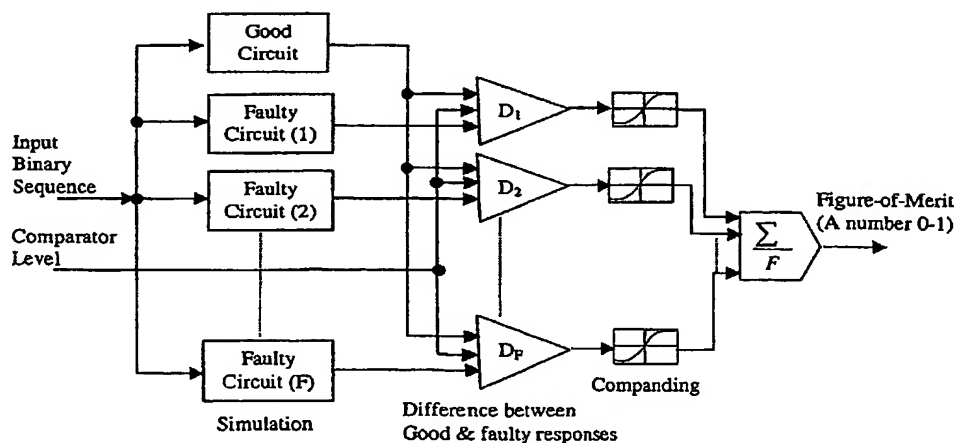 Good
Circuit
Faulty
Circuit (1)
Input
Binary
Sequence
Faulty
Circuit (2)
Comparator
Level
Faulty
Circuit (F)
Simulation
D1
D2
DF
Difference between
Good & faulty responses
Companding
Σ
F
Figure-of-Merit
(A number 0-1)